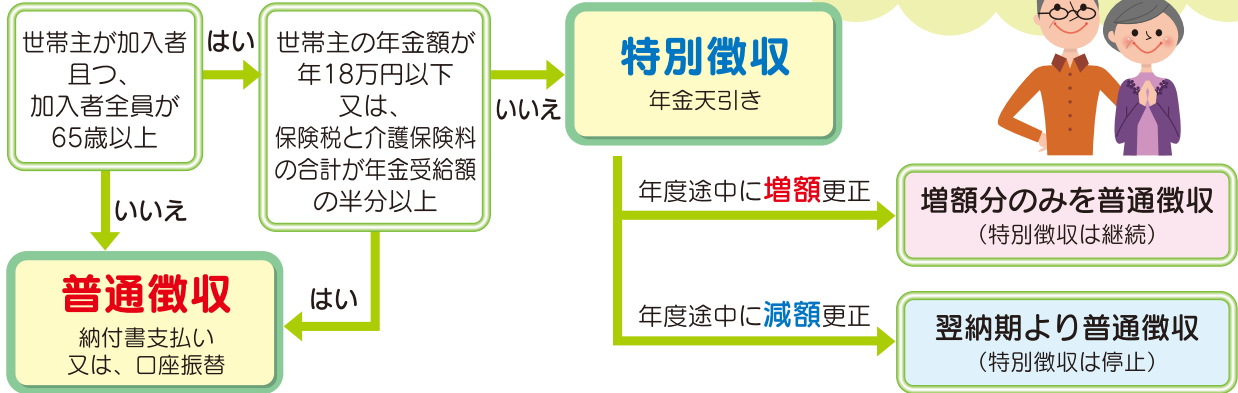 世帯主が加入者
且つ、
加入者全員が
65歳以上
はい
世帯主の年金額が
年18万円以下
又は、
保険税と介護保険料
の合計が年金受給額
の半分以上
いいえ
特別徴収
年金天引き
いいえ
普通徴収
納付書支払い
又は、口座振替
はい
年度途中に増額更正
増額分のみを普通徴収
（特別徴収は継続）
年度途中に減額更正
翌納期より普通徴収
（特別徴収は停止）